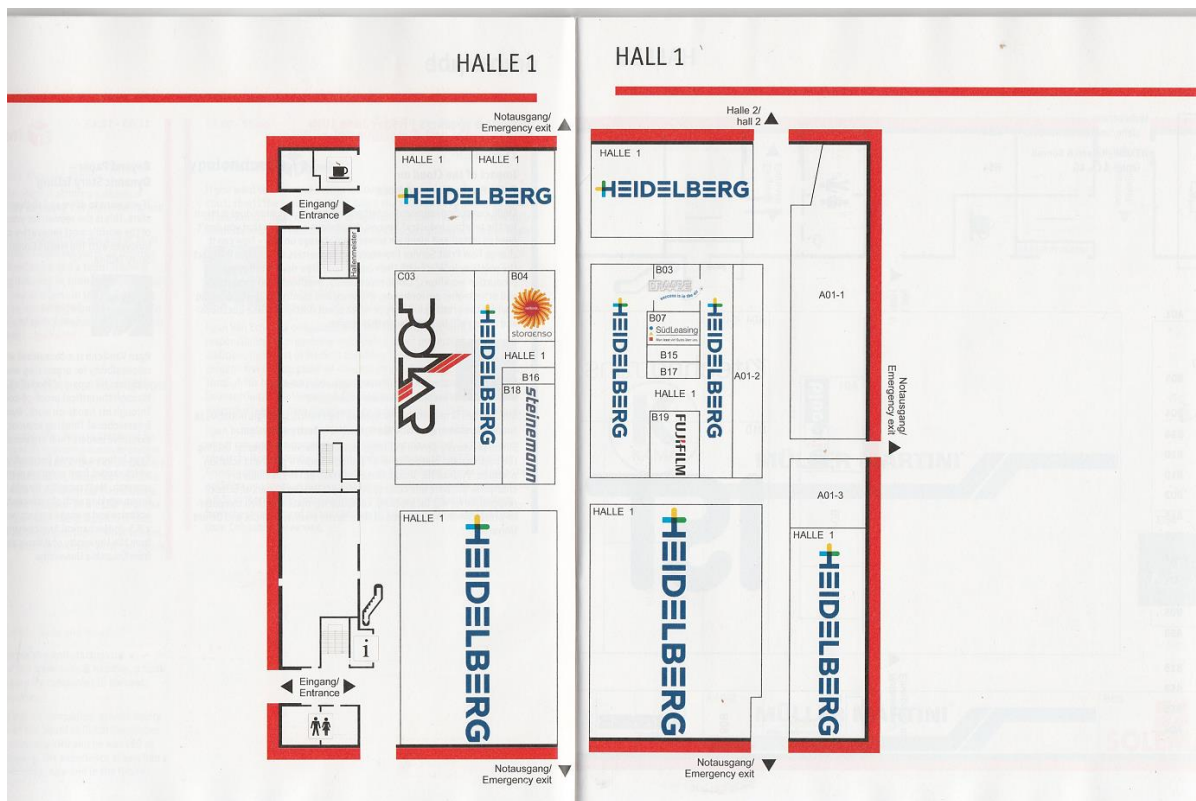 HALLE 1
HALL 1
Notausgang/
Emergency exit
Halle 2/
hall 2
HALLE 1
HALLE 1
HEIDELBERG
HALLE 1
HEIDELBERG
Eingang/
Entrance
C03
POLAR
HEIDELBERG
B04
storaenso
HALLE 1
B16
B18
steinemann
B03
HEIDELBERG
B07
SüdLeasing
B15
B17
HALLE 1
B19
FUJIFILM
HEIDELBERG
A01-2
A01-1
Notausgang/
Emergency exit
A01-3
HALLE 1
HEIDELBERG
HALLE 1
HEIDELBERG
HALLE 1
HEIDELBERG
i
Eingang/
Entrance
Notausgang/
Emergency exit
Notausgang/
Emergency exit